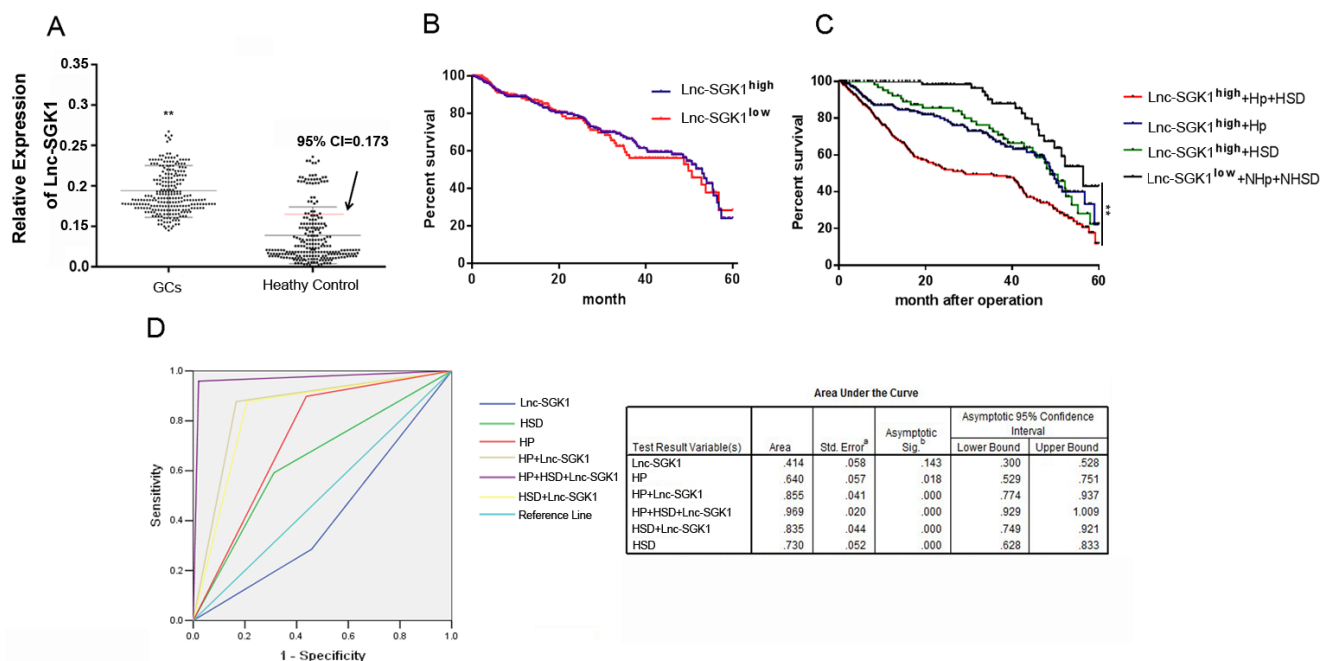 A
Relative Expression
of Lnc-SGK1
0.35
0.3
0.25
0.2
0.15
0.0
**
95% CI=0.173
GCs
Heathy Control
B
Percent survival
100
80
60
40
20
0
0 20 40 60
month
Lnc-SGK1high
Lnc-SGK1low
C
Percent survival
100
80
60
40
20
0
0 20 40 60
month after operation
**
Lnc-SGK1high+Hp+HSD
Lnc-SGK1high+Hp
Lnc-SGK1high+HSD
Lnc-SGK1low+NHp+NHSD
D
Sensitivity
1.0
0.8
0.6
0.4
0.2
0.0
0.0 0.2 0.4 0.6 0.8 1.0
1 - Specificity
Lnc-SGK1
HSD
HP
HP+Lnc-SGK1
HP+HSD+Lnc-SGK1
HSD+Lnc-SGK1
Reference Line
Area Under the Curve
Test Result Variable(s) Area Std. Errora Asymptotic Sig.b Asymptotic 95% Confidence Interval
Lower Bound Upper Bound
Lnc-SGK1 .414 .058 .143 .300 .528
HP .640 .057 .018 .529 .751
HP+Lnc-SGK1 .855 .041 .000 .774 .937
HP+HSD+Lnc-SGK1 .969 .020 .000 .929 1.009
HSD+Lnc-SGK1 .835 .044 .000 .749 .921
HSD .730 .052 .000 .628 .833